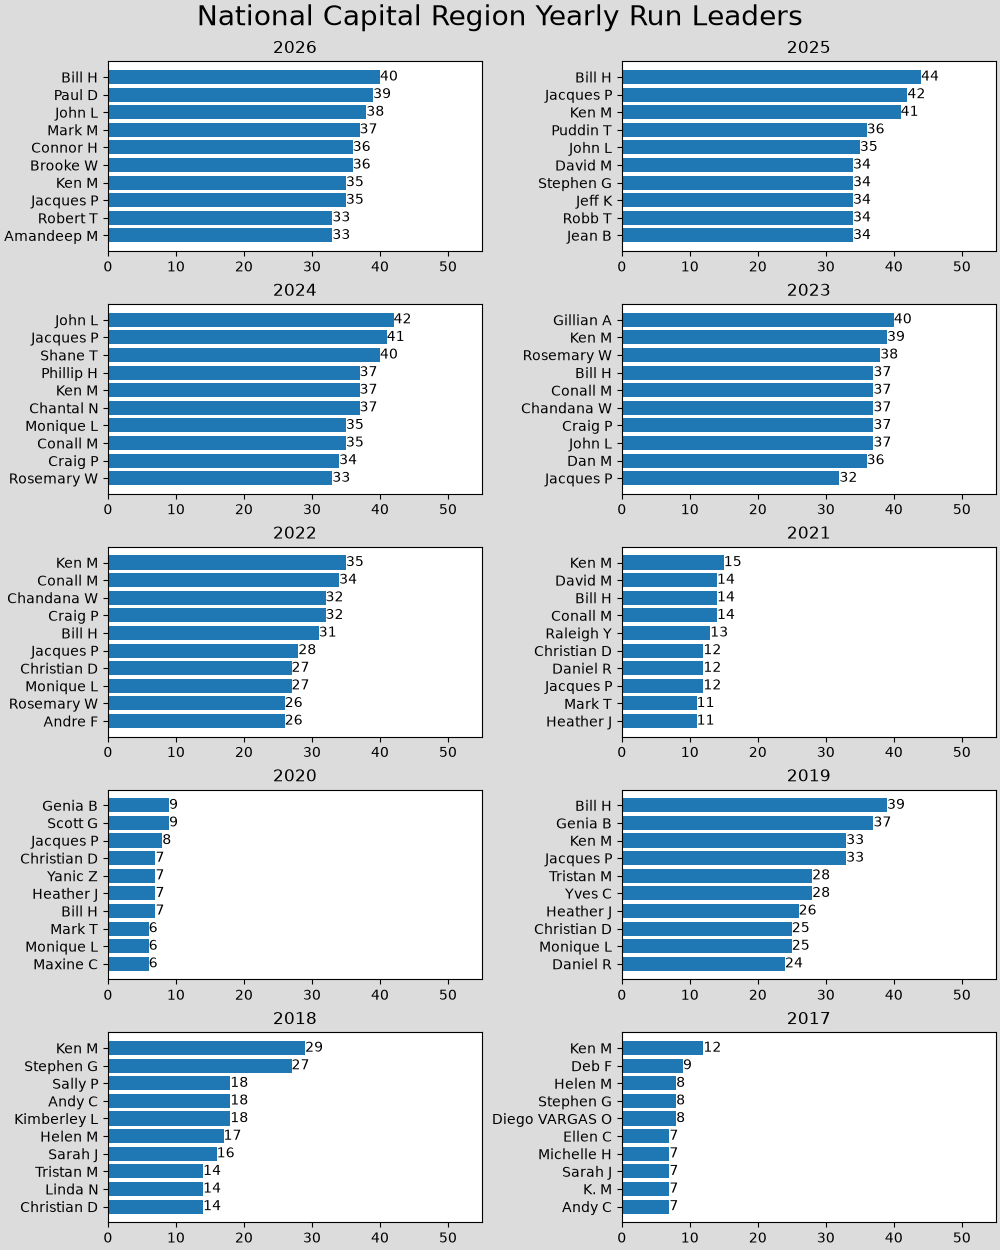 National Capital Region Yearly Run Leaders
2026
Bill H 40
Paul D 39
John L 38
Mark M 37
Connor H 36
Brooke W 36
Ken M 35
Jacques P 35
Robert T 33
Amandeep M 33
0 10 20 30 40 50
2025
Bill H 44
Jacques P 42
Ken M 41
Puddin T 36
John L 35
David M 34
Stephen G 34
Jeff K 34
Robb T 34
Jean B 34
0 10 20 30 40 50
2024
John L 42
Jacques P 41
Shane T 40
Phillip H 37
Ken M 37
Chantal N 37
Monique L 35
Conall M 35
Craig P 34
Rosemary W 33
0 10 20 30 40 50
2023
Gillian A 40
Ken M 39
Rosemary W 38
Bill H 37
Conall M 37
Chandana W 37
Craig P 37
John L 37
Dan M 36
Jacques P 32
0 10 20 30 40 50
2022
Ken M 35
Conall M 34
Chandana W 32
Craig P 32
Bill H 31
Jacques P 28
Christian D 27
Monique L 27
Rosemary W 26
Andre F 26
0 10 20 30 40 50
2021
Ken M 15
David M 14
Bill H 14
Conall M 14
Raleigh Y 13
Christian D 12
Daniel R 12
Jacques P 12
Mark T 11
Heather J 11
0 10 20 30 40 50
2020
Genia B 9
Scott G 9
Jacques P 8
Christian D 7
Yanic Z 7
Heather J 7
Bill H 7
Mark T 6
Monique L 6
Maxine C 6
0 10 20 30 40 50
2019
Bill H 39
Genia B 37
Ken M 33
Jacques P 33
Tristan M 28
Yves C 28
Heather J 26
Christian D 25
Monique L 25
Daniel R 24
0 10 20 30 40 50
2018
Ken M 29
Stephen G 27
Sally P 18
Andy C 18
Kimberley L 18
Helen M 17
Sarah J 16
Tristan M 14
Linda N 14
Christian D 14
0 10 20 30 40 50
2017
Ken M 12
Deb F 9
Helen M 8
Stephen G 8
Diego VARGAS O 8
Ellen C 7
Michelle H 7
Sarah J 7
K. M 7
Andy C 7
0 10 20 30 40 50